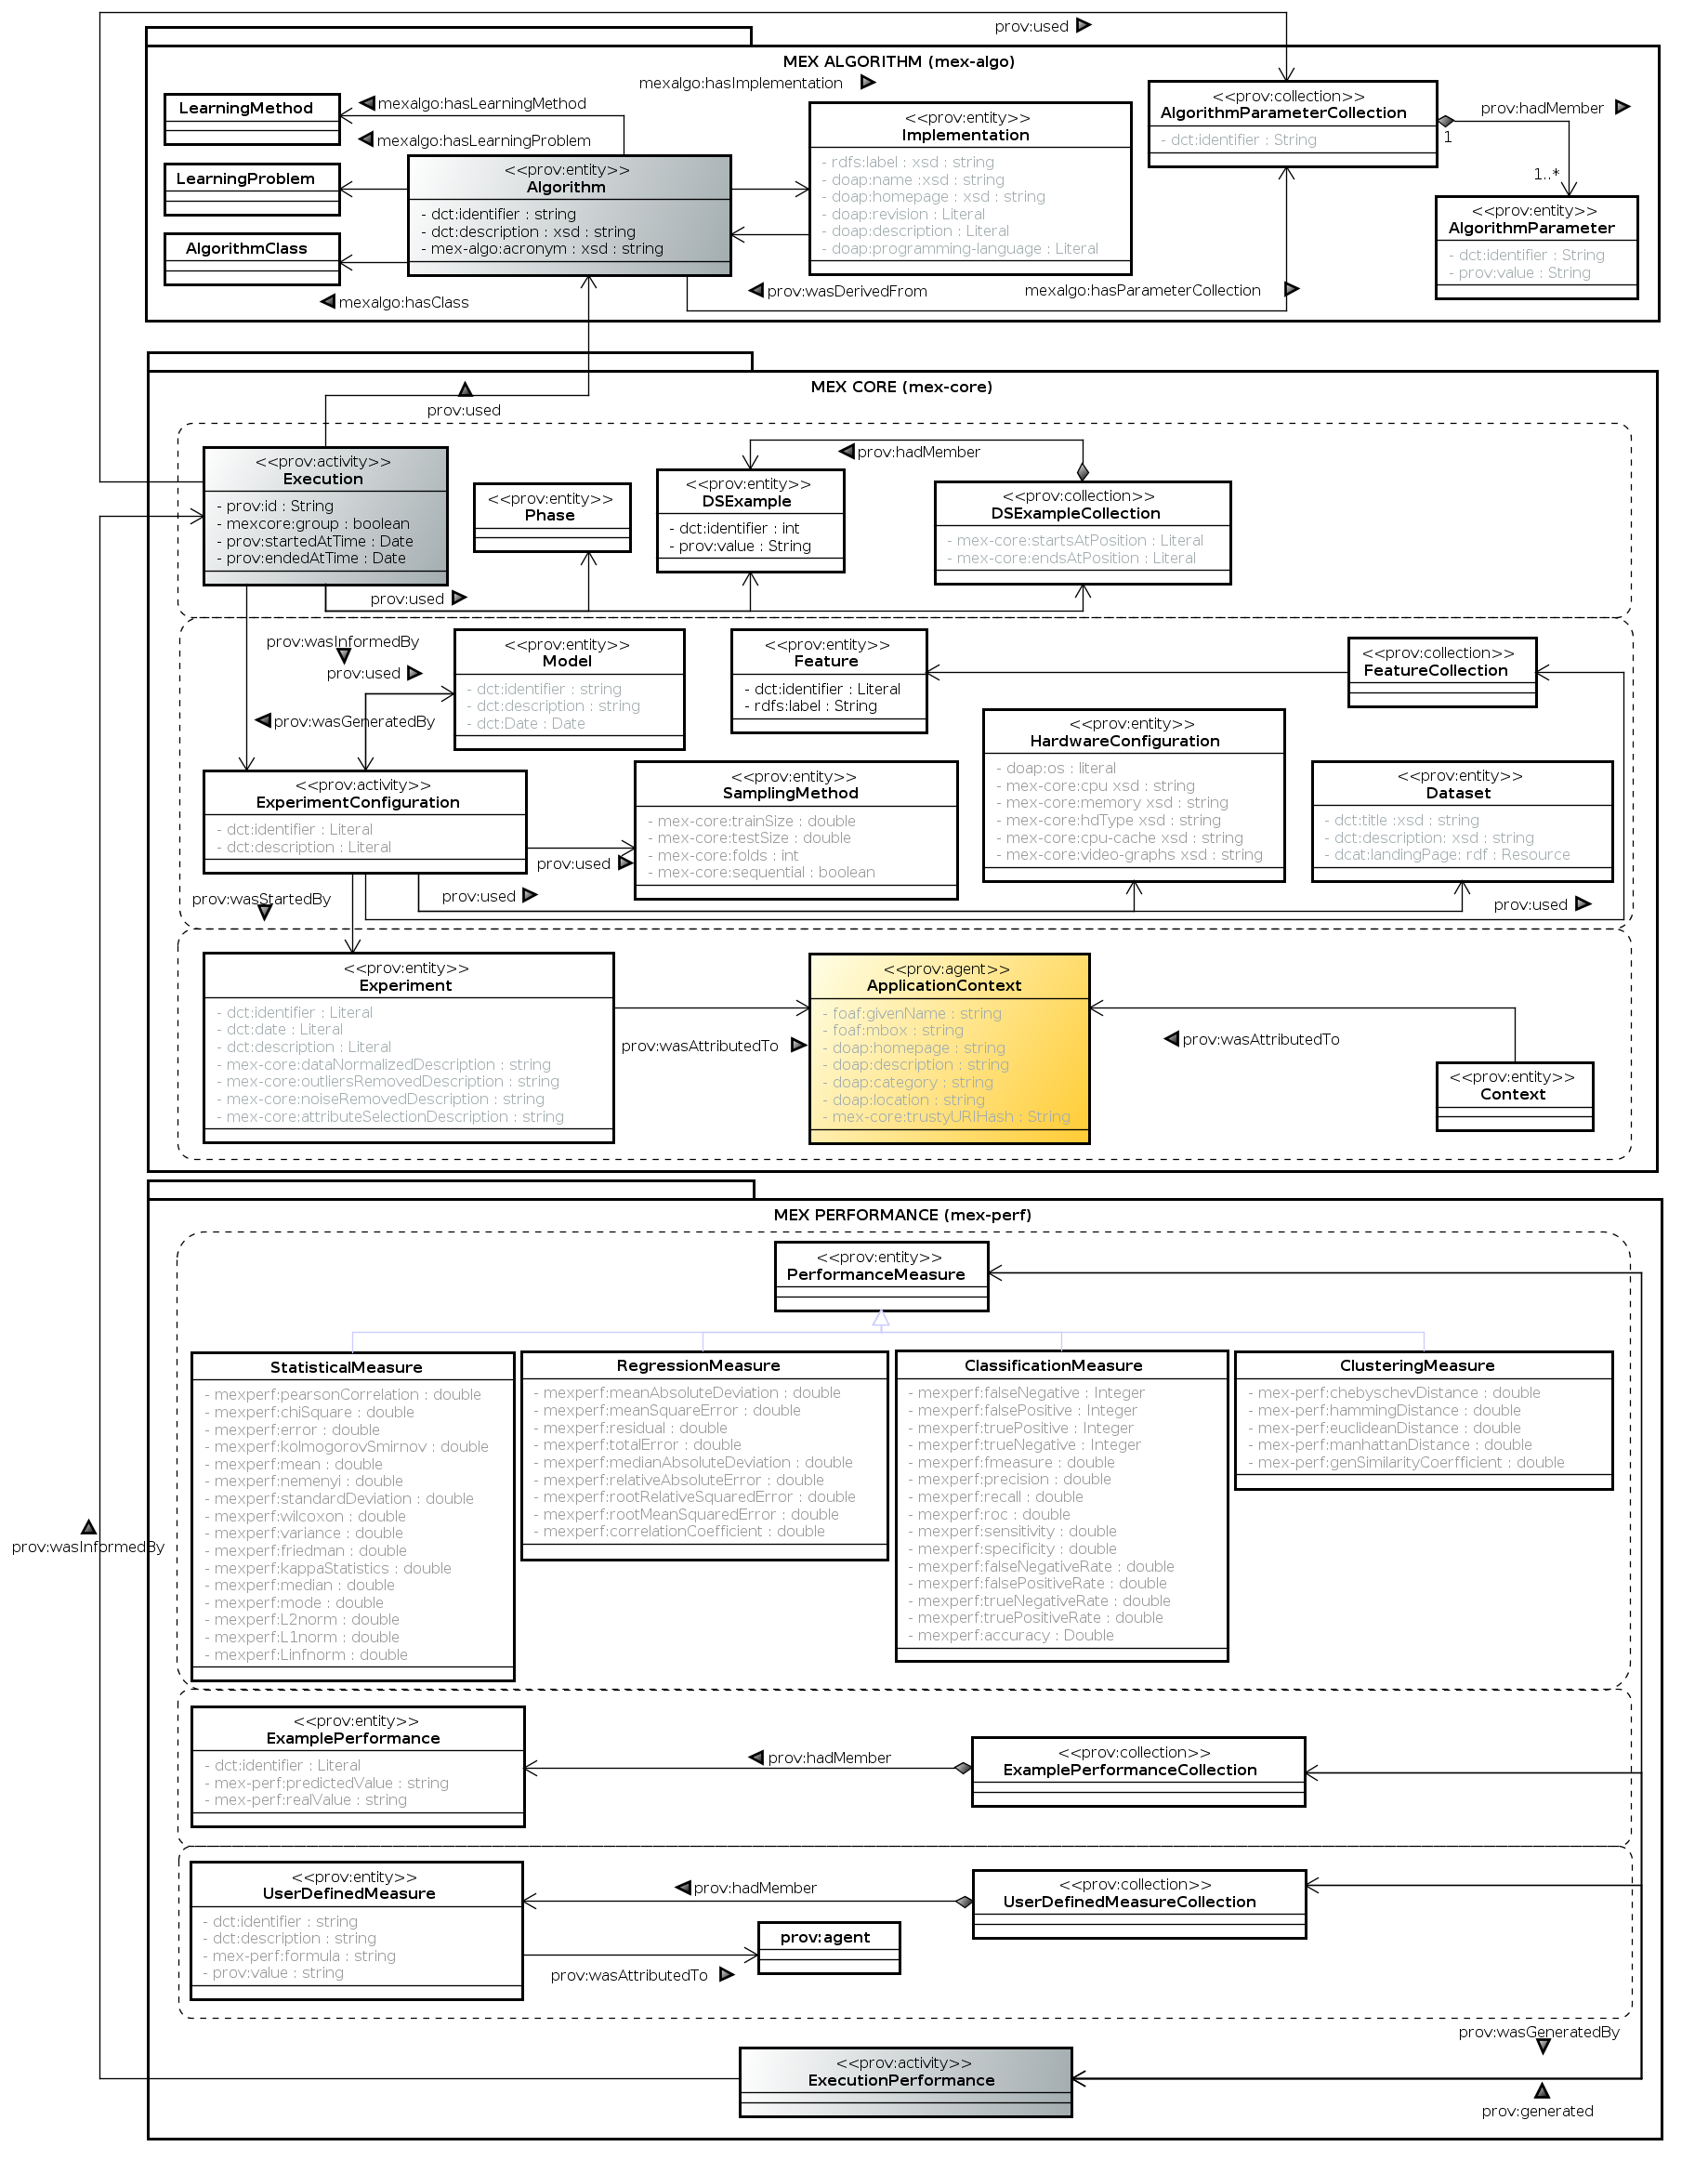 prov:used
MEX ALGORITHM (mex-algo)
mexalgo:hasImplementation
mexalgo:hasLearningMethod
mexalgo:hasLearningProblem
LearningMethod
LearningProblem
AlgorithmClass
mexalgo:hasClass
<<prov:entity>>
Algorithm
- dct:identifier : string
- dct:description : xsd : string
- mex-algo:acronym : xsd : string
<<prov:entity>>
Implementation
- rdfs:label : xsd : string
- doap:name :xsd : string
- doap:homepage : xsd : string
- doap:revision : Literal
- doap:description : Literal
- doap:programming-language : Literal
prov:wasDerivedFrom
mexalgo:hasParameterCollection
<<prov:collection>>
AlgorithmParameterCollection
- dct:identifier : String
prov:hadMember
1
1..*
<<prov:entity>>
AlgorithmParameter
- dct:identifier : String
- prov:value : String
MEX CORE (mex-core)
prov:used
<<prov:activity>>
Execution
- prov:id : String
- mexcore:group : boolean
- prov:startedAtTime : Date
- prov:endedAtTime : Date
<<prov:entity>>
Phase
<<prov:entity>>
DSExample
- dct:identifier : int
- prov:value : String
prov:hadMember
<<prov:collection>>
DSExampleCollection
- mex-core:startsAtPosition : Literal
- mex-core:endsAtPosition : Literal
prov:used
prov:wasInformedBy
prov:used
prov:wasGeneratedBy
<<prov:entity>>
Model
- dct:identifier : string
- dct:description : string
- dct:Date : Date
<<prov:entity>>
Feature
- dct:identifier : Literal
- rdfs:label : String
<<prov:collection>>
FeatureCollection
<<prov:activity>>
ExperimentConfiguration
- dct:identifier : Literal
- dct:description : Literal
<<prov:entity>>
SamplingMethod
- mex-core:trainSize : double
- mex-core:testSize : double
- mex-core:folds : int
- mex-core:sequential : boolean
<<prov:entity>>
HardwareConfiguration
- doap:os : literal
- mex-core:cpu xsd : string
- mex-core:memory xsd : string
- mex-core:hdType xsd : string
- mex-core:cpu-cache xsd : string
- mex-core:video-graphs xsd : string
<<prov:entity>>
Dataset
- dct:title :xsd : string
- dct:description: xsd : string
- dcat:landingPage: rdf : Resource
prov:used
prov:used
prov:used
prov:wasStartedBy
<<prov:entity>>
Experiment
- dct:identifier : Literal
- dct:date : Literal
- dct:description : Literal
- mex-core:dataNormalizedDescription : string
- mex-core:outliersRemovedDescription : string
- mex-core:noiseRemovedDescription : string
- mex-core:attributeSelectionDescription : string
prov:wasAttributedTo
<<prov:agent>>
ApplicationContext
- foaf:givenName : string
- foaf:mbox : string
- doap:homepage : string
- doap:description : string
- doap:category : string
- doap:location : string
- mex-core:trustyURIHash : String
prov:wasAttributedTo
<<prov:entity>>
Context
MEX PERFORMANCE (mex-perf)
<<prov:entity>>
PerformanceMeasure
StatisticalMeasure
- mexperf:pearsonCorrelation : double
- mexperf:chiSquare : double
- mexperf:error : double
- mexperf:kolmogorovSmirnov : double
- mexperf:mean : double
- mexperf:nemenyi : double
- mexperf:standardDeviation : double
- mexperf:wilcoxon : double
- mexperf:variance : double
- mexperf:friedman : double
- mexperf:kappaStatistics : double
- mexperf:median : double
- mexperf:mode : double
- mexperf:L2norm : double
- mexperf:L1norm : double
- mexperf:Linfnorm : double
RegressionMeasure
- mexperf:meanAbsoluteDeviation : double
- mexperf:meanSquareError : double
- mexperf:residual : double
- mexperf:totalError : double
- mexperf:medianAbsoluteDeviation : double
- mexperf:relativeAbsoluteError : double
- mexperf:rootRelativeSquaredError : double
- mexperf:rootMeanSquaredError : double
- mexperf:correlationCoefficient : double
ClassificationMeasure
- mexperf:falseNegative : Integer
- mexperf:falsePositive : Integer
- mexperf:truePositive : Integer
- mexperf:trueNegative : Integer
- mexperf:fmeasure : double
- mexperf:precision : double
- mexperf:recall : double
- mexperf:roc : double
- mexperf:sensitivity : double
- mexperf:specificity : double
- mexperf:falseNegativeRate : double
- mexperf:falsePositiveRate : double
- mexperf:trueNegativeRate : double
- mexperf:truePositiveRate : double
- mexperf:accuracy : Double
ClusteringMeasure
- mex-perf:chebyschevDistance : double
- mex-perf:hammingDistance : double
- mex-perf:euclideanDistance : double
- mex-perf:manhattanDistance : double
- mex-perf:genSimilarityCoefficient : double
prov:wasInformedBy
<<prov:entity>>
ExamplePerformance
- dct:identifier : Literal
- mex-perf:predictedValue : string
- mex-perf:realValue : string
prov:hadMember
<<prov:collection>>
ExamplePerformanceCollection
<<prov:entity>>
UserDefinedMeasure
- dct:identifier : string
- dct:description : string
- mex-perf:formula : string
- prov:value : string
prov:hadMember
<<prov:collection>>
UserDefinedMeasureCollection
prov:agent
prov:wasAttributedTo
prov:wasGeneratedBy
<<prov:activity>>
ExecutionPerformance
prov:generated